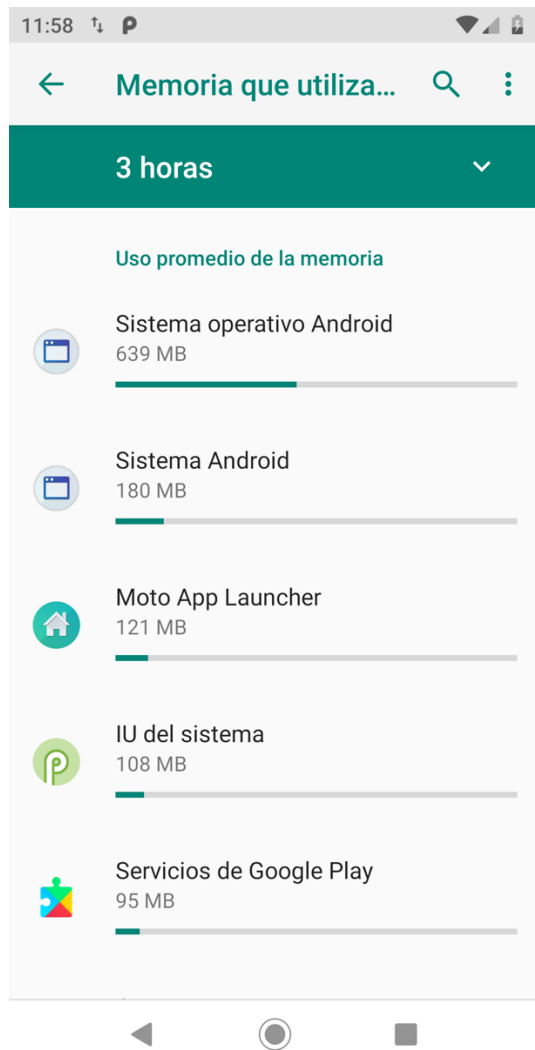 11:58
Memoria que utiliza...
3 horas
Uso promedio de la memoria
Sistema operativo Android
639 MB
Sistema Android
180 MB
Moto App Launcher
121 MB
IU del sistema
108 MB
Servicios de Google Play
95 MB